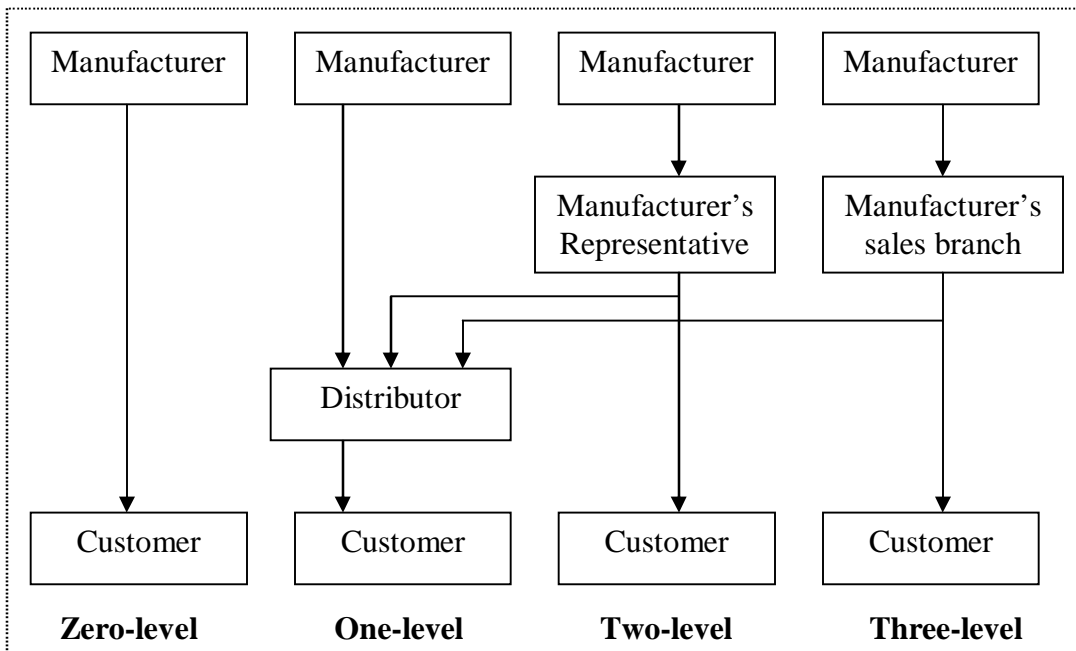 Manufacturer
Manufacturer
Manufacturer
Manufacturer
Manufacturer’s
Representative
Manufacturer’s
sales branch
Distributor
Customer
Customer
Customer
Customer
Zero-level
One-level
Two-level
Three-level